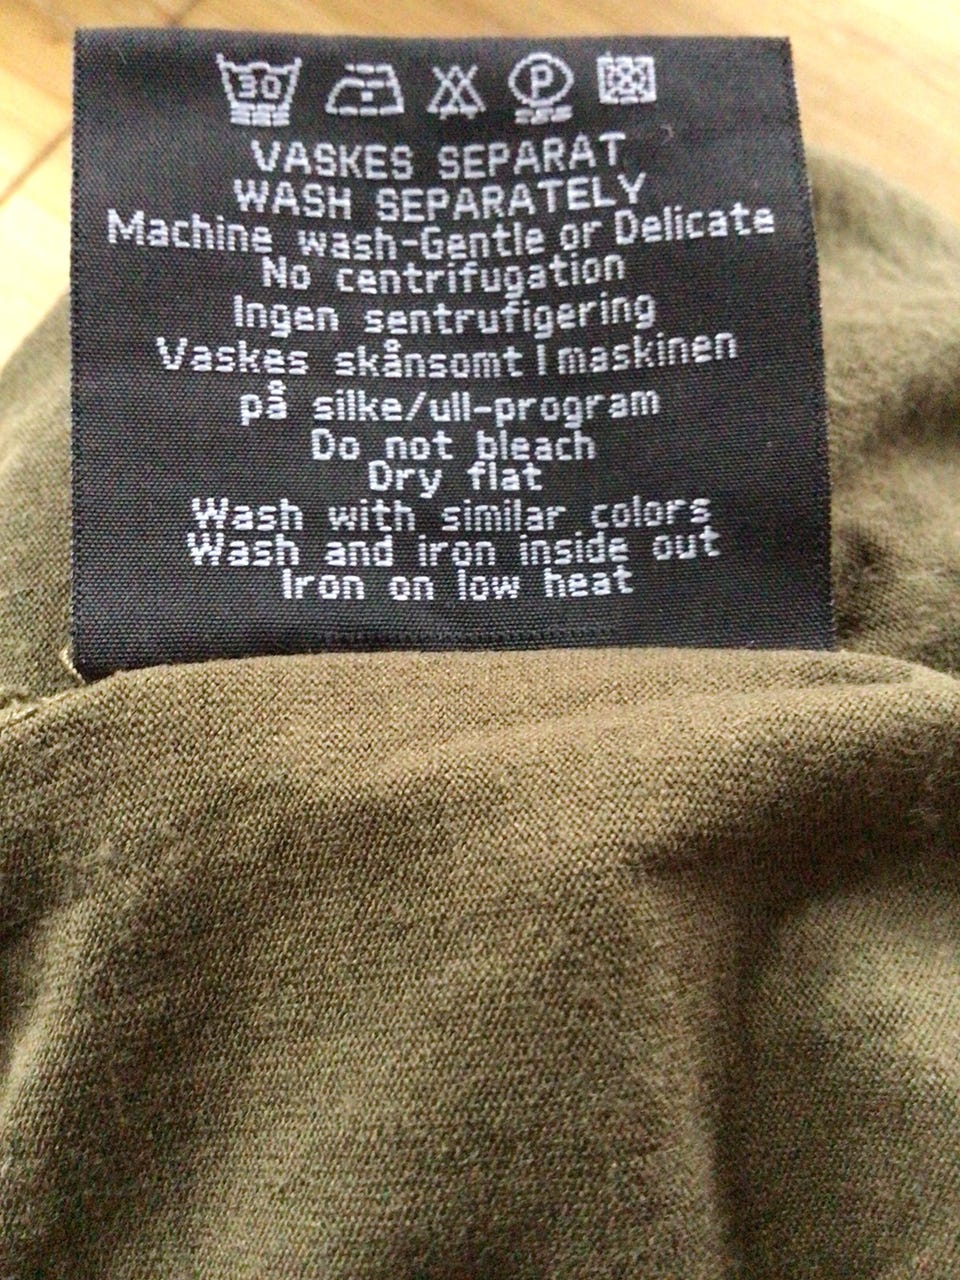 30 P
VASKES SEPARAT
WASH SEPARATELY
Machine wash-Gentle or Delicate
No centrifugation
Ingen sentrufigering
Vaskes skånsomt I maskinen
på silke/ull-program
Do not bleach
Dry flat
Wash with similar colors
Wash and iron inside out
Iron on low heat